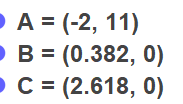 A = (-2, 11)
B = (0.382, 0)
C = (2.618, 0)